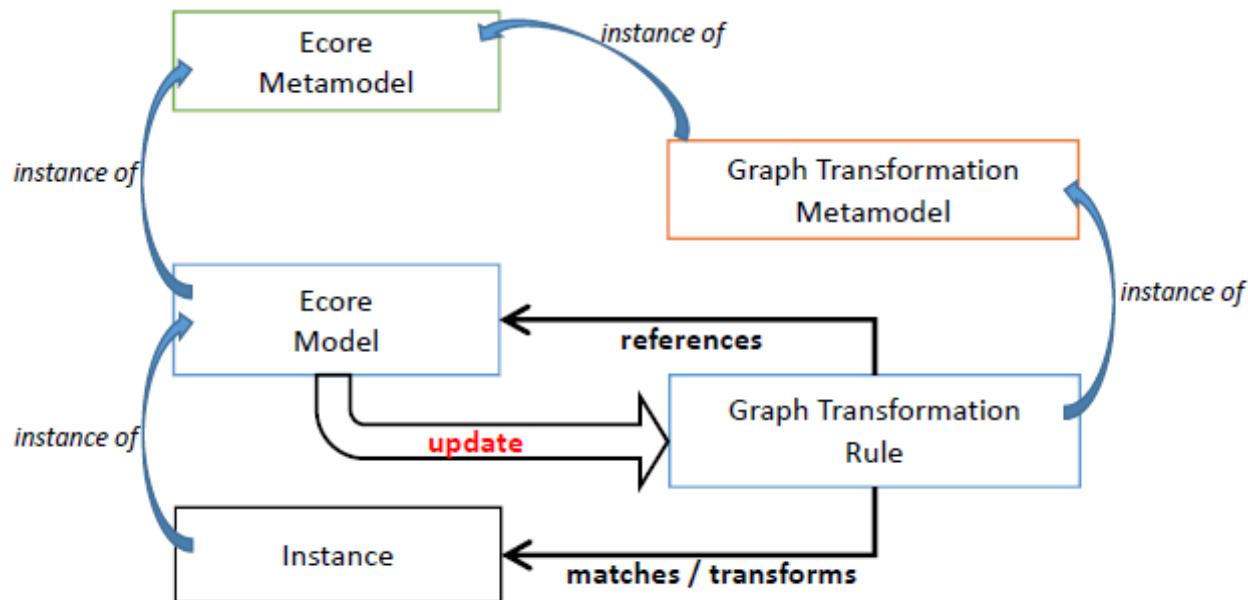 Ecore
Metamodel
instance of
instance of
Graph Transformation
Metamodel
instance of
Ecore
Model
references
Graph Transformation
Rule
instance of
update
Instance
matches / transforms